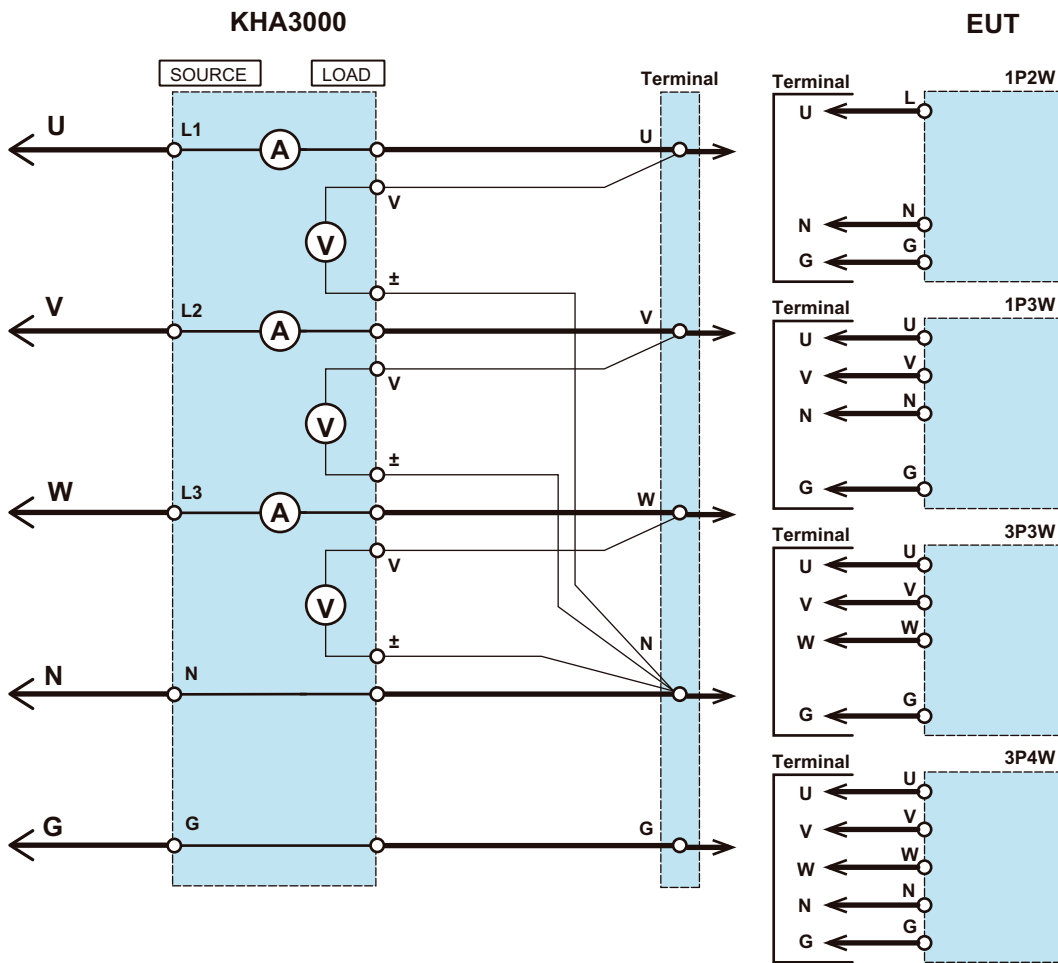 KHA3000
EUT
SOURCE LOAD
Terminal
U L1 A U
V
V
±
V L2 A V
V
V
±
W L3 A W
V
V
±
N N N
G G G
Terminal 1P2W
U L
N N
G G
Terminal 1P3W
U U
V V
N N
G G
Terminal 3P3W
U U
V V
W W
G G
Terminal 3P4W
U U
V V
W W
N N
G G